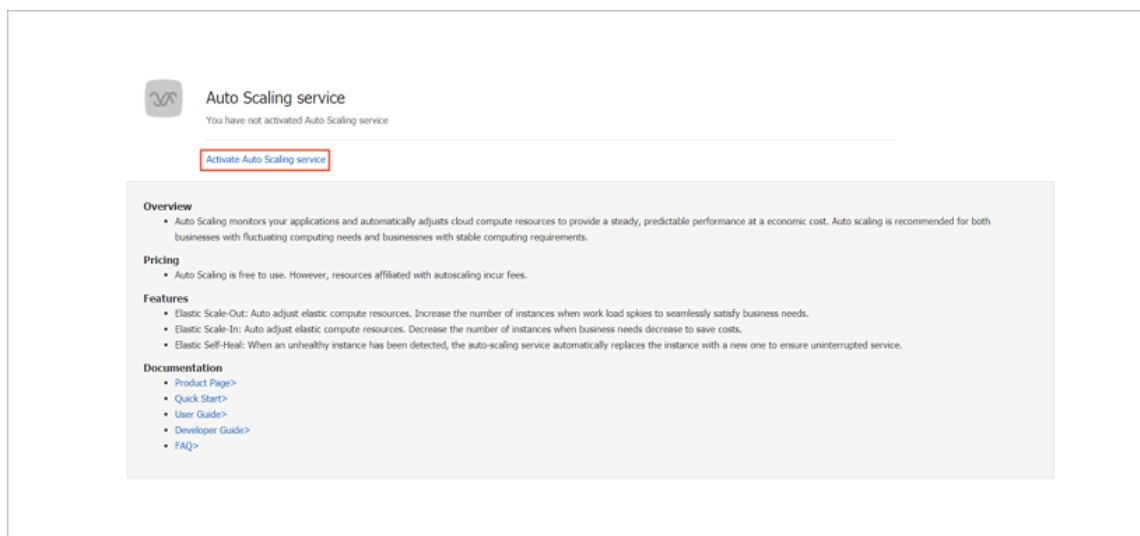 Auto Scaling service
You have not activated Auto Scaling service
Activate Auto Scaling service
Overview
• Auto Scaling monitors your applications and automatically adjusts cloud compute resources to provide a steady, predictable performance at a economic cost. Auto scaling is recommended for both
businesses with fluctuating computing needs and businessnes with stable computing requirements.
Pricing
• Auto Scaling is free to use. However, resources affiliated with autoscaling incur fees.
Features
• Elastic Scale-Out: Auto adjust elastic compute resources. Increase the number of instances when work load spkies to seamlessly satisfy business needs.
• Elastic Scale-In: Auto adjust elastic compute resources. Decrease the number of instances when business needs decrease to save costs.
• Elastic Self-Heal: When an unhealthy instance has been detected, the auto-scaling service automatically replaces the instance with a new one to ensure uninterrupted service.
Documentation
• Product Page>
• Quick Start>
• User Guide>
• Developer Guide>
• FAQ>